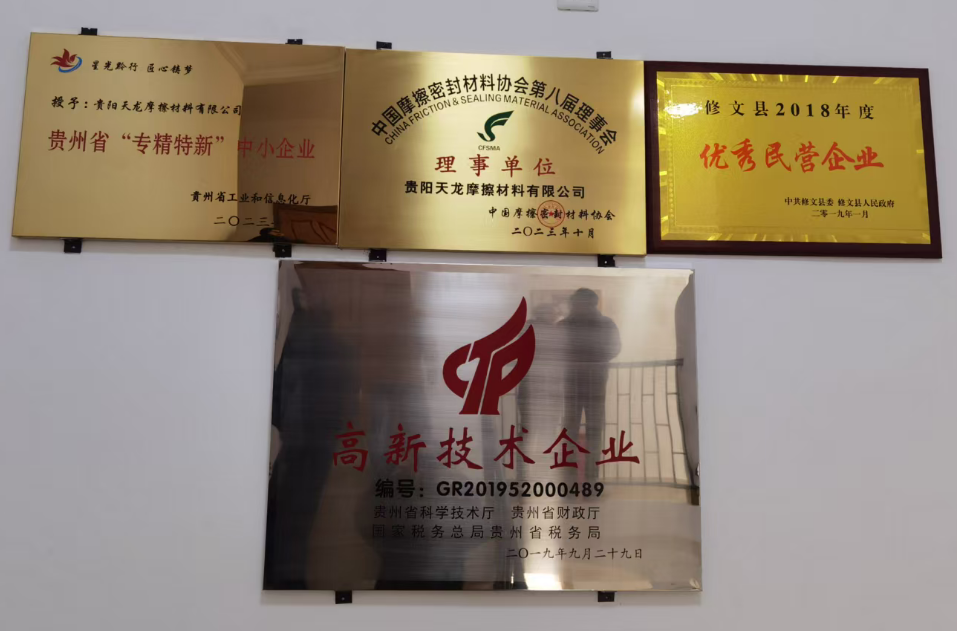 星光黔行 匠心铸梦
授予：贵阳天龙摩擦材料有限公司
贵州省“专精特新”中小企业
贵州省工业和信息化厅
二〇二三
中国摩擦密封材料协会第八届理事会
CHINA FRICTION & SEALING MATERIAL ASSOCIATION
CFSMA
理事单位
贵阳天龙摩擦材料有限公司
中国摩擦密封材料协会
二〇二三年十月
修文县2018年度
优秀民营企业
中共修文县委 修文县人民政府
二零一九年一月
高新技术企业
编号：GR201952000489
贵州省科学技术厅 贵州省财政厅
国家税务总局贵州省税务局
二〇一九年九月二十九日